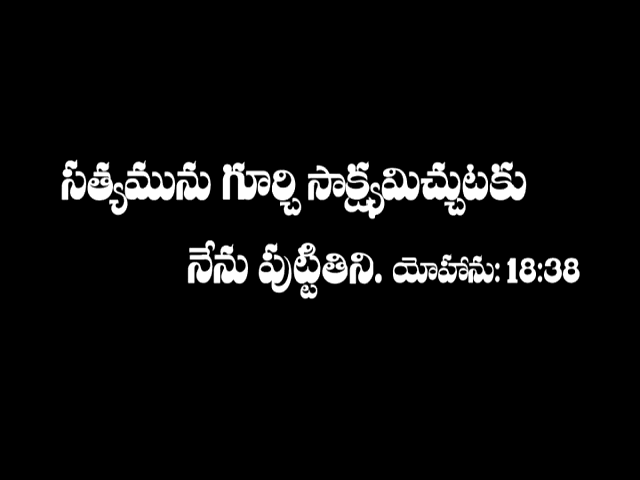 సత్యమును గూర్చి సాక్ష్యమిచ్చుటకు
నేను పుట్టితిని. యోహాను: 18:38